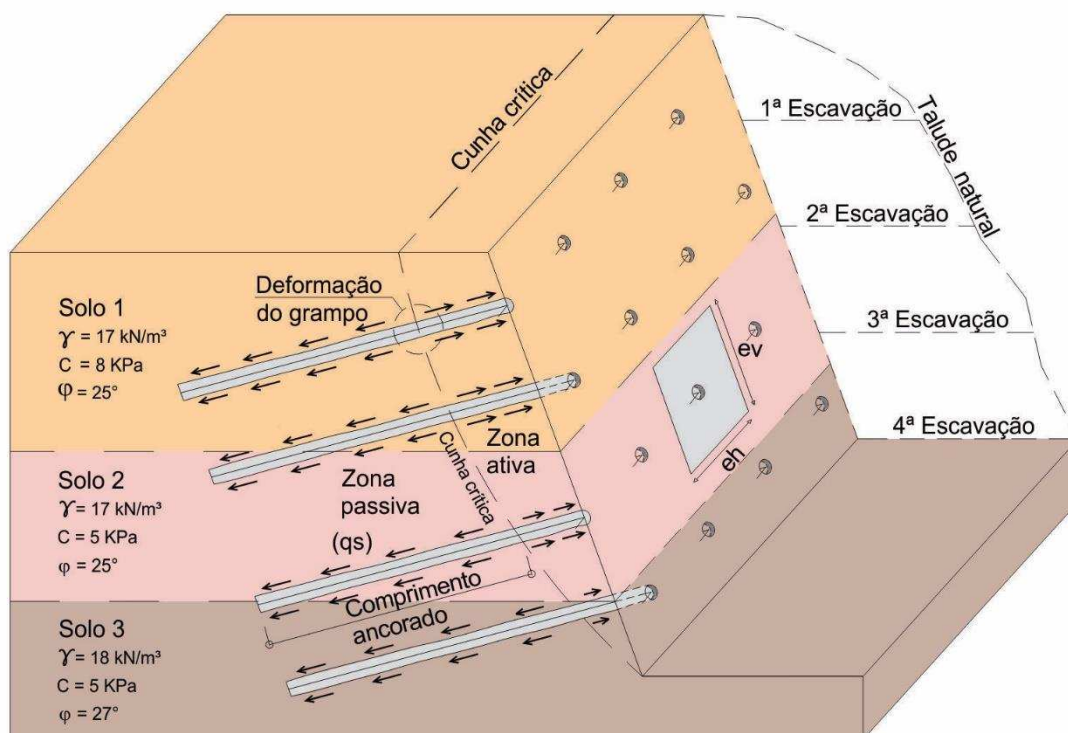 Cunha crítica
1ª Escavação
Talude natural
2ª Escavação
3ª Escavação
4ª Escavação
Deformação
do grampo
Solo 1
γ = 17 kN/m³
C = 8 KPa
φ = 25°
ev
eh
Zona
ativa
Cunha crítica
Solo 2
γ = 17 kN/m³
C = 5 KPa
φ = 25°
Zona
passiva
(qs)
Comprimento
ancorado
Solo 3
γ = 18 kN/m³
C = 5 KPa
φ = 27°